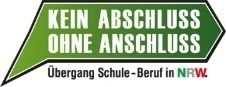 KEIN ABSCHLUSS
OHNE ANSCHLUSS
Übergang Schule-Beruf in NRW.